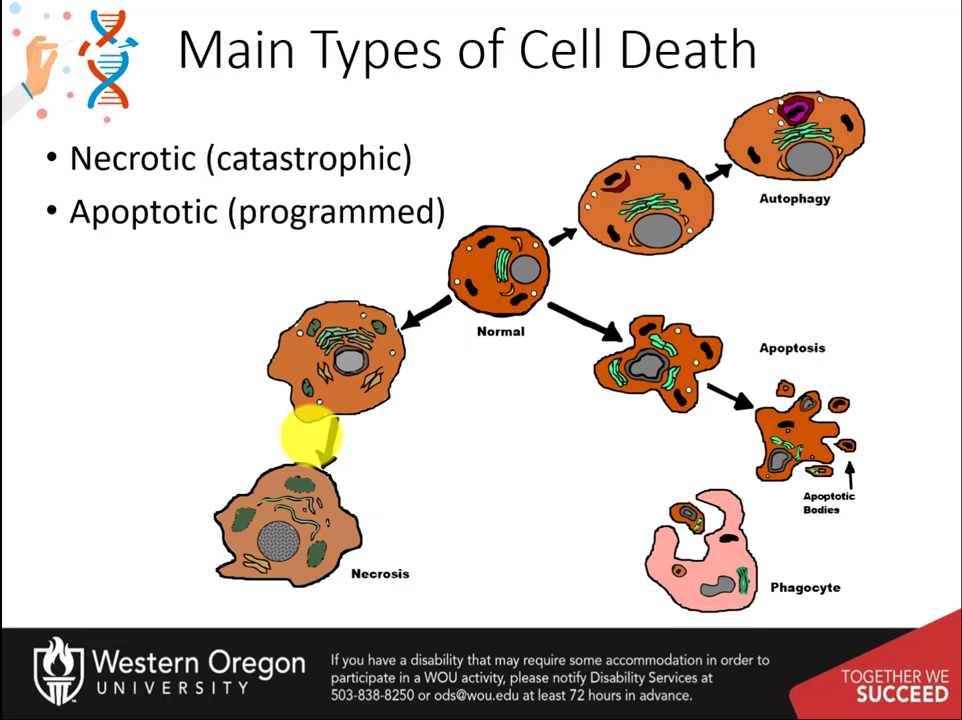 Main Types of Cell Death
• Necrotic (catastrophic)
• Apoptotic (programmed)
Autophagy
Normal
Apoptosis
Apoptotic
Bodies
Necrosis
Phagocyte
Western Oregon
UNIVERSITY
If you have a disability that may require some accommodation in order to
participate in a WOU activity, please notify Disability Services at
503-838-8250 or ods@wou.edu at least 72 hours in advance.
TOGETHER WE
SUCCEED